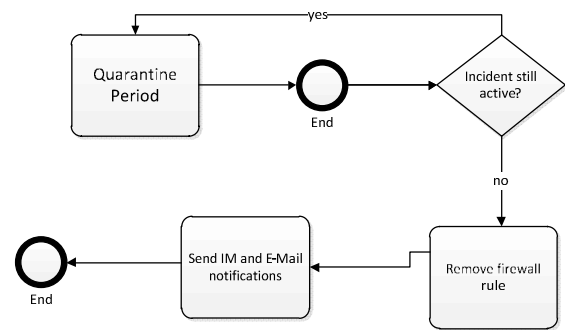 yes
Quarantine
Period
End
Incident still
active?
no
Send IM and E-Mail
notifications
Remove firewall
rule
End